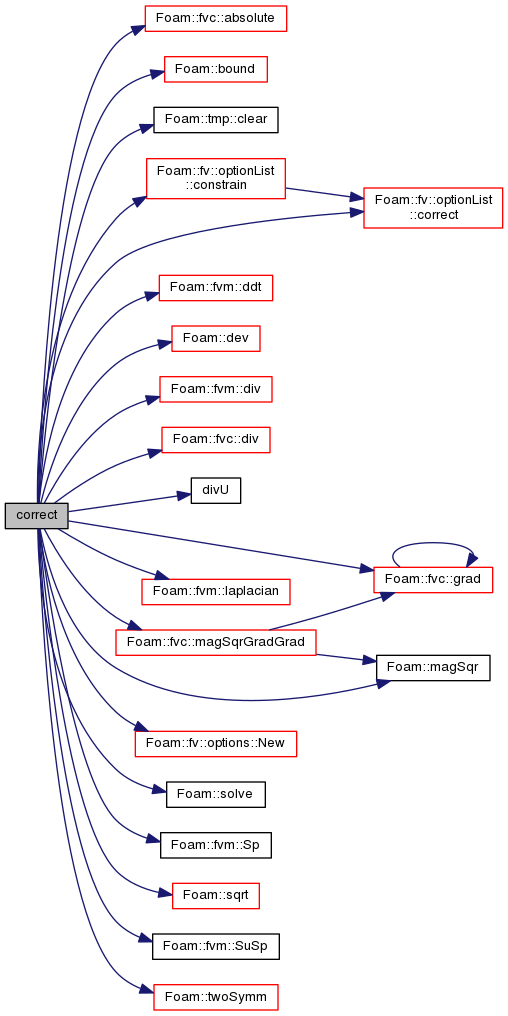 Foam::fvc::absolute
Foam::bound
Foam::tmp::clear
Foam::fv::optionList
::constrain
Foam::fv::optionList
::correct
Foam::fvm::ddt
Foam::dev
Foam::fvm::div
Foam::fvc::div
divU
correct
Foam::fvc::grad
Foam::fvm::laplacian
Foam::fvc::magSqrGradGrad
Foam::magSqr
Foam::fv::options::New
Foam::solve
Foam::fvm::Sp
Foam::sqrt
Foam::fvm::SuSp
Foam::twoSymm